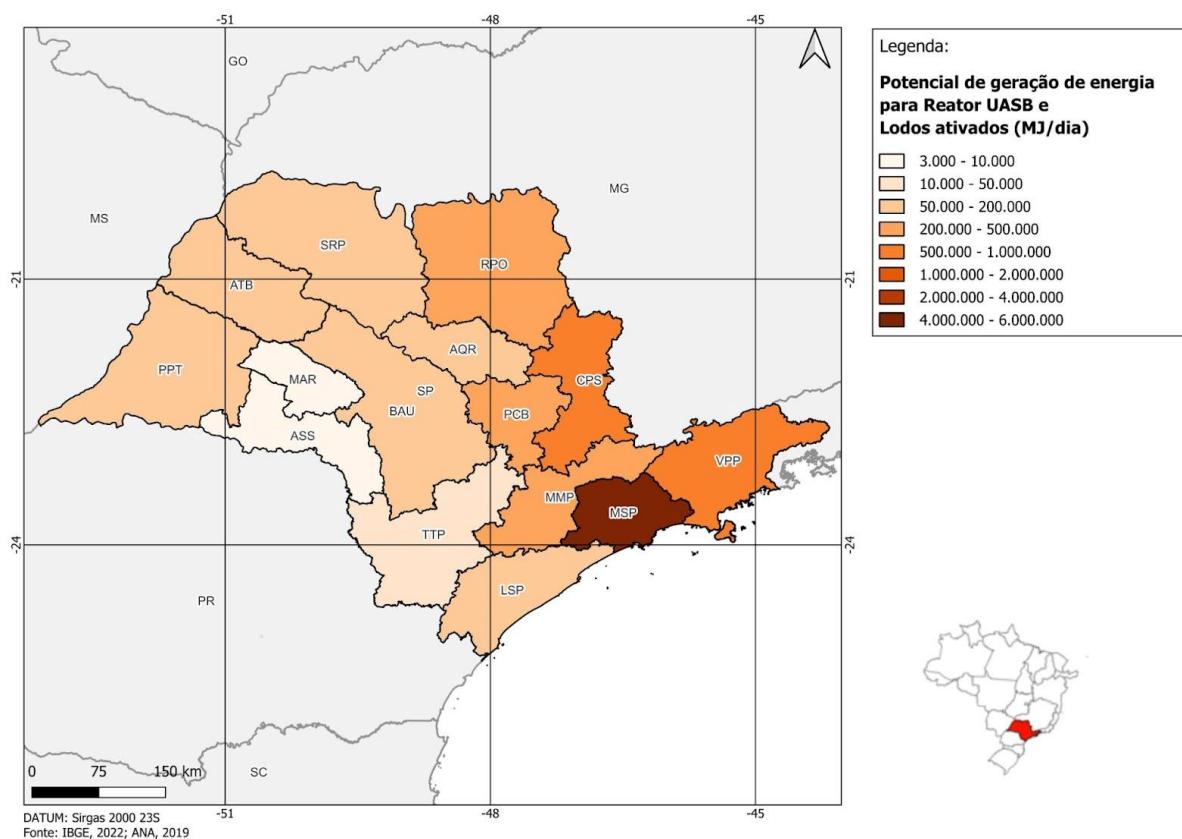 -51
-48
-45
GO
MG
MS
SRP
RPO
-21
-21
ATB
AQR
PPT
MAR
CPS
SP
BAU
PCB
ASS
VPP
MMP
MSP
TTP
-24
-24
LSP
PR
SC
0 75 150 km
-51
-48
-45
DATUM: Sirgas 2000 23S
Fonte: IBGE, 2022; ANA, 2019
Legenda:
Potencial de geração de energia
para Reator UASB e
Lodos ativados (MJ/dia)
3.000 - 10.000
10.000 - 50.000
50.000 - 200.000
200.000 - 500.000
500.000 - 1.000.000
1.000.000 - 2.000.000
2.000.000 - 4.000.000
4.000.000 - 6.000.000